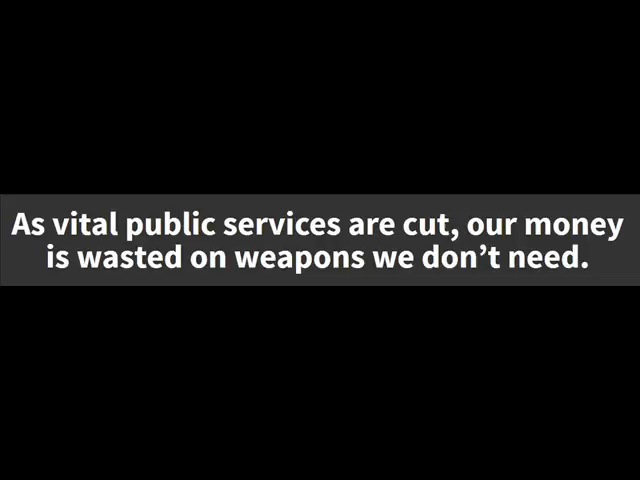 As vital public services are cut, our money
is wasted on weapons we don’t need.